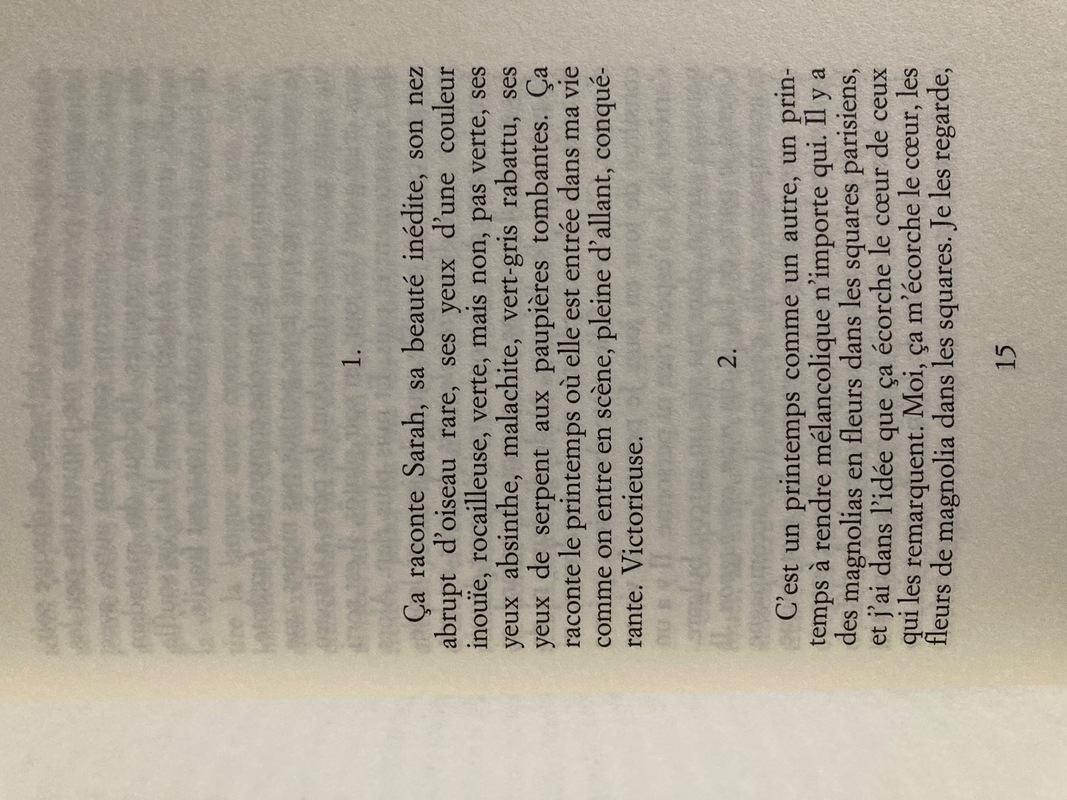 1.
Ça raconte Sarah, sa beauté inédite, son nez
abrupt d'oiseau rare, ses yeux d'une couleur
inouïe, rocailleuse, verte, mais non, pas verte, ses
yeux absinthe, malachite, vert-gris rabattu, ses
yeux de serpent aux paupières tombantes. Ça
raconte le printemps où elle est entrée dans ma vie
comme on entre en scène, pleine d'allant, conqué-
rante. Victorieuse.
2.
C'est un printemps comme un autre, un prin-
temps à rendre mélancolique n'importe qui. Il y a
des magnolias en fleurs dans les squares parisiens,
et j'ai dans l'idée que ça écorche le cœur de ceux
qui les remarquent. Moi, ça m'écorche le cœur, les
fleurs de magnolia dans les squares. Je les regarde,
15